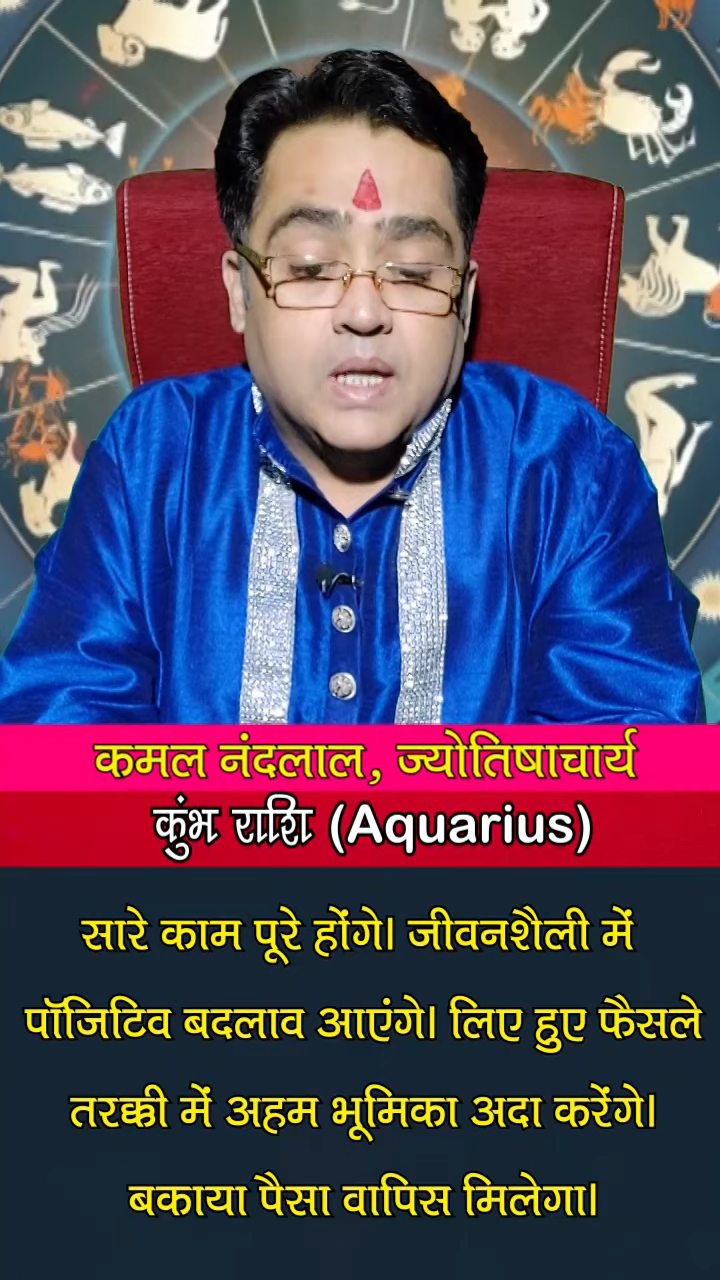 कमल नंदलाल, ज्योतिषाचार्य
कुंभ राशि (Aquarius)
सारे काम पूरे होंगे। जीवनशैली में
पॉजिटिव बदलाव आएंगे। लिए हुए फैसले
तरक्की में अहम भूमिका अदा करेंगे।
बकाया पैसा वापिस मिलेगा।